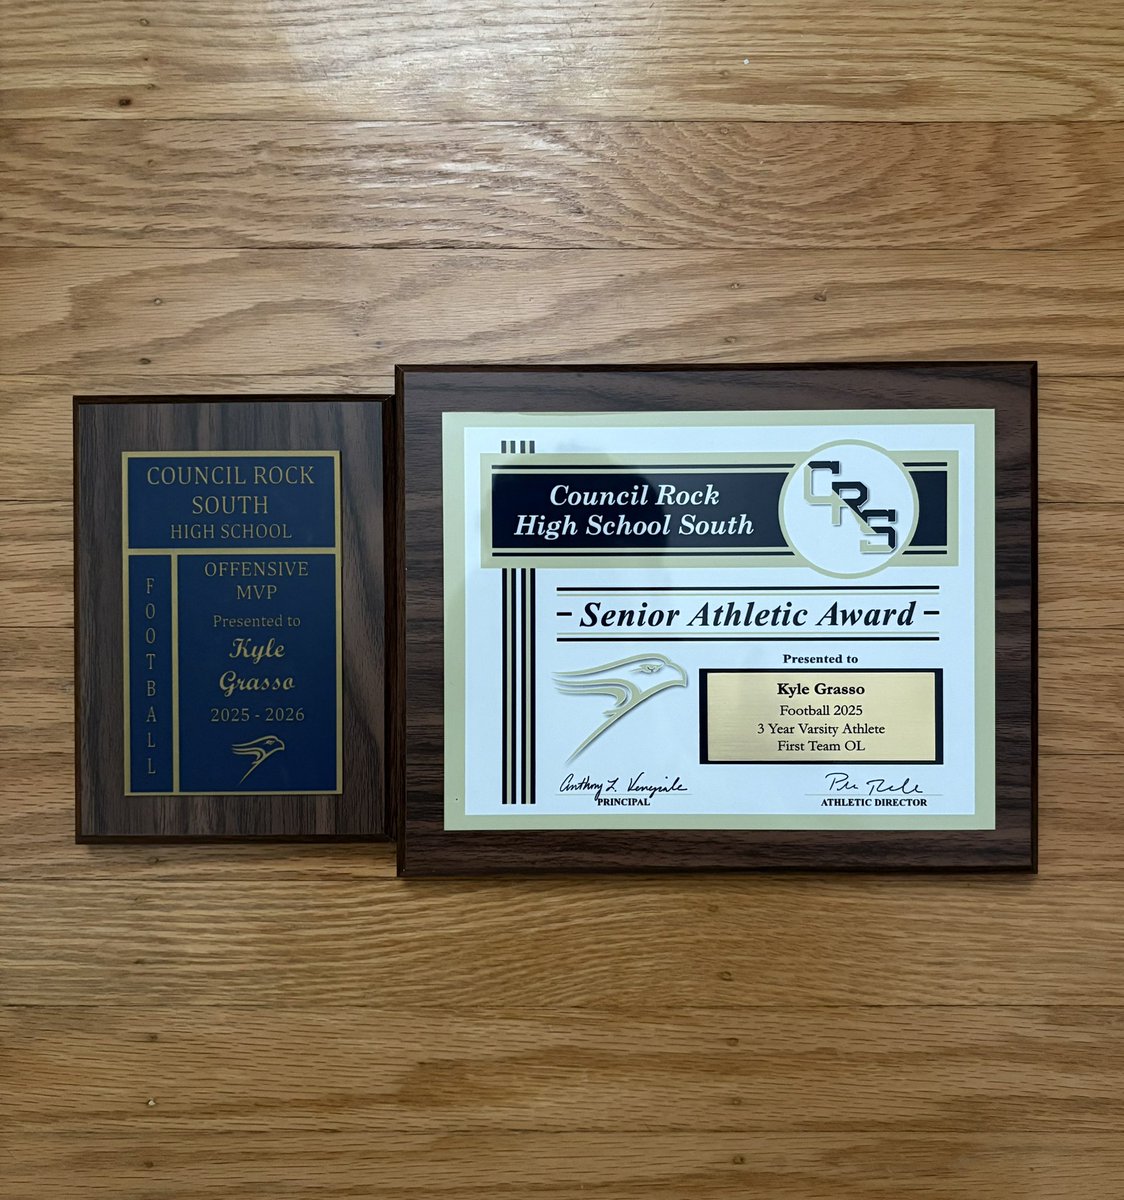 COUNCIL ROCK
SOUTH
HIGH SCHOOL
FOOTBALL
OFFENSIVE
MVP
Presented to
Kyle
Grasso
2025 - 2026
Council Rock
High School South
CRS
- Senior Athletic Award -
Presented to
Kyle Grasso
Football 2025
3 Year Varsity Athlete
First Team OL
Anthony L.
PRINCIPAL
ATHLETIC DIRECTOR